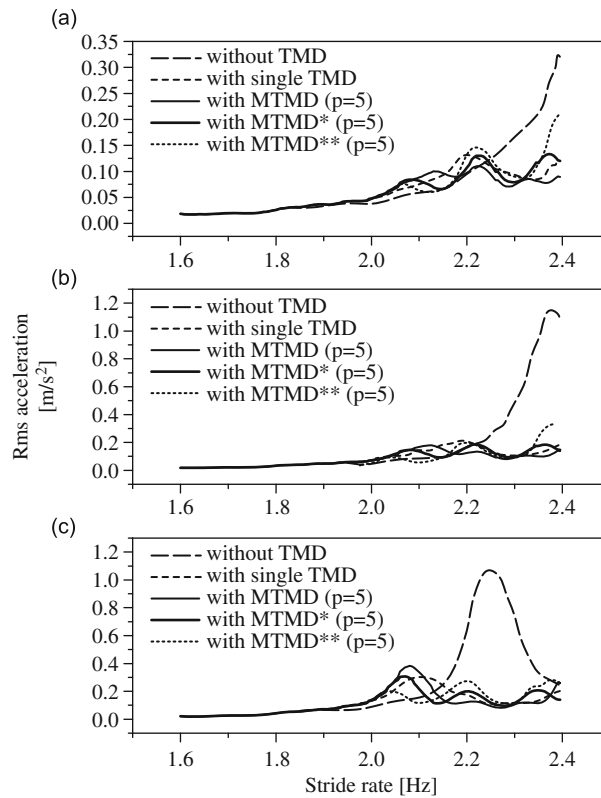 (a)
0.35
0.30
0.25
0.20
0.15
0.10
0.05
0.00
without TMD
with single TMD
with MTMD (p=5)
with MTMD* (p=5)
with MTMD** (p=5)
1.6 1.8 2.0 2.2 2.4
(b)
Rms acceleration
[m/s²]
1.2
1.0
0.8
0.6
0.4
0.2
0.0
without TMD
with single TMD
with MTMD (p=5)
with MTMD* (p=5)
with MTMD** (p=5)
1.6 1.8 2.0 2.2 2.4
(c)
1.2
1.0
0.8
0.6
0.4
0.2
0.0
without TMD
with single TMD
with MTMD (p=5)
with MTMD* (p=5)
with MTMD** (p=5)
1.6 1.8 2.0 2.2 2.4
Stride rate [Hz]